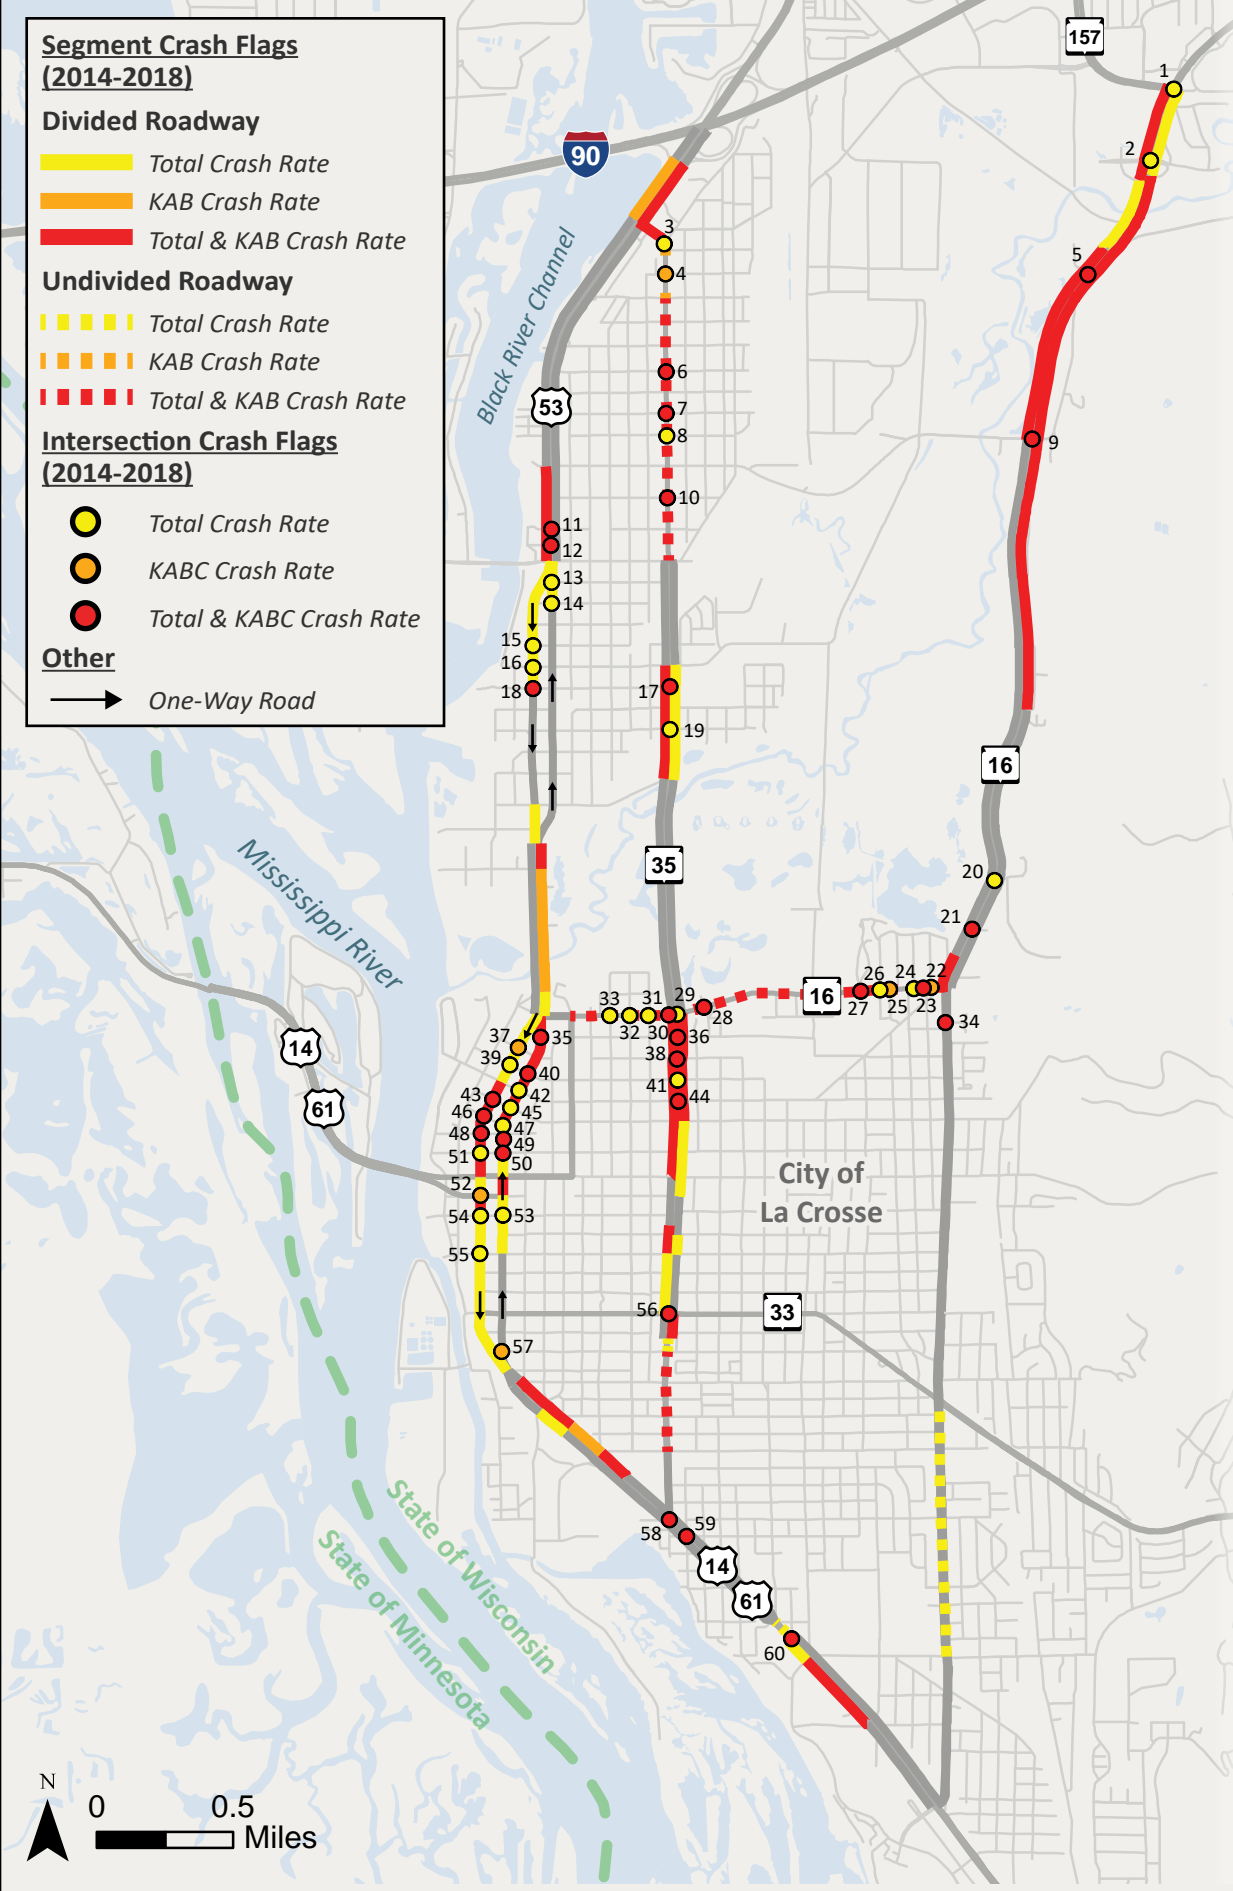 Segment Crash Flags
(2014-2018)
Divided Roadway
Total Crash Rate
KAB Crash Rate
Total & KAB Crash Rate
Undivided Roadway
Total Crash Rate
KAB Crash Rate
Total & KAB Crash Rate
Intersection Crash Flags
(2014-2018)
Total Crash Rate
KABC Crash Rate
Total & KABC Crash Rate
Other
One-Way Road
157
1
90
2
3
Black River Channel
5
4
6
53
7
8
9
10
11
12
13
14
15
16
18
17
19
16
Mississippi River
35
20
21
26 24 22
16
27 25 23
33 31 29
32 30 28
34
14
37 35
36
39
38
40
61
43 42
41
44
46 45
48 47
49
51 50
52
City of
La Crosse
54 53
55
56
33
57
State of Wisconsin
State of Minnesota
58 59
14
61
60
N
0 0.5
Miles